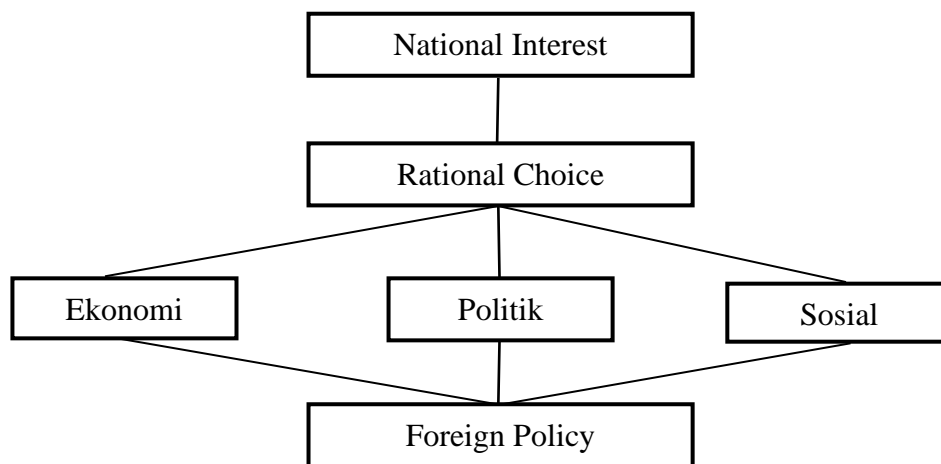 National Interest
Rational Choice
Ekonomi
Politik
Sosial
Foreign Policy